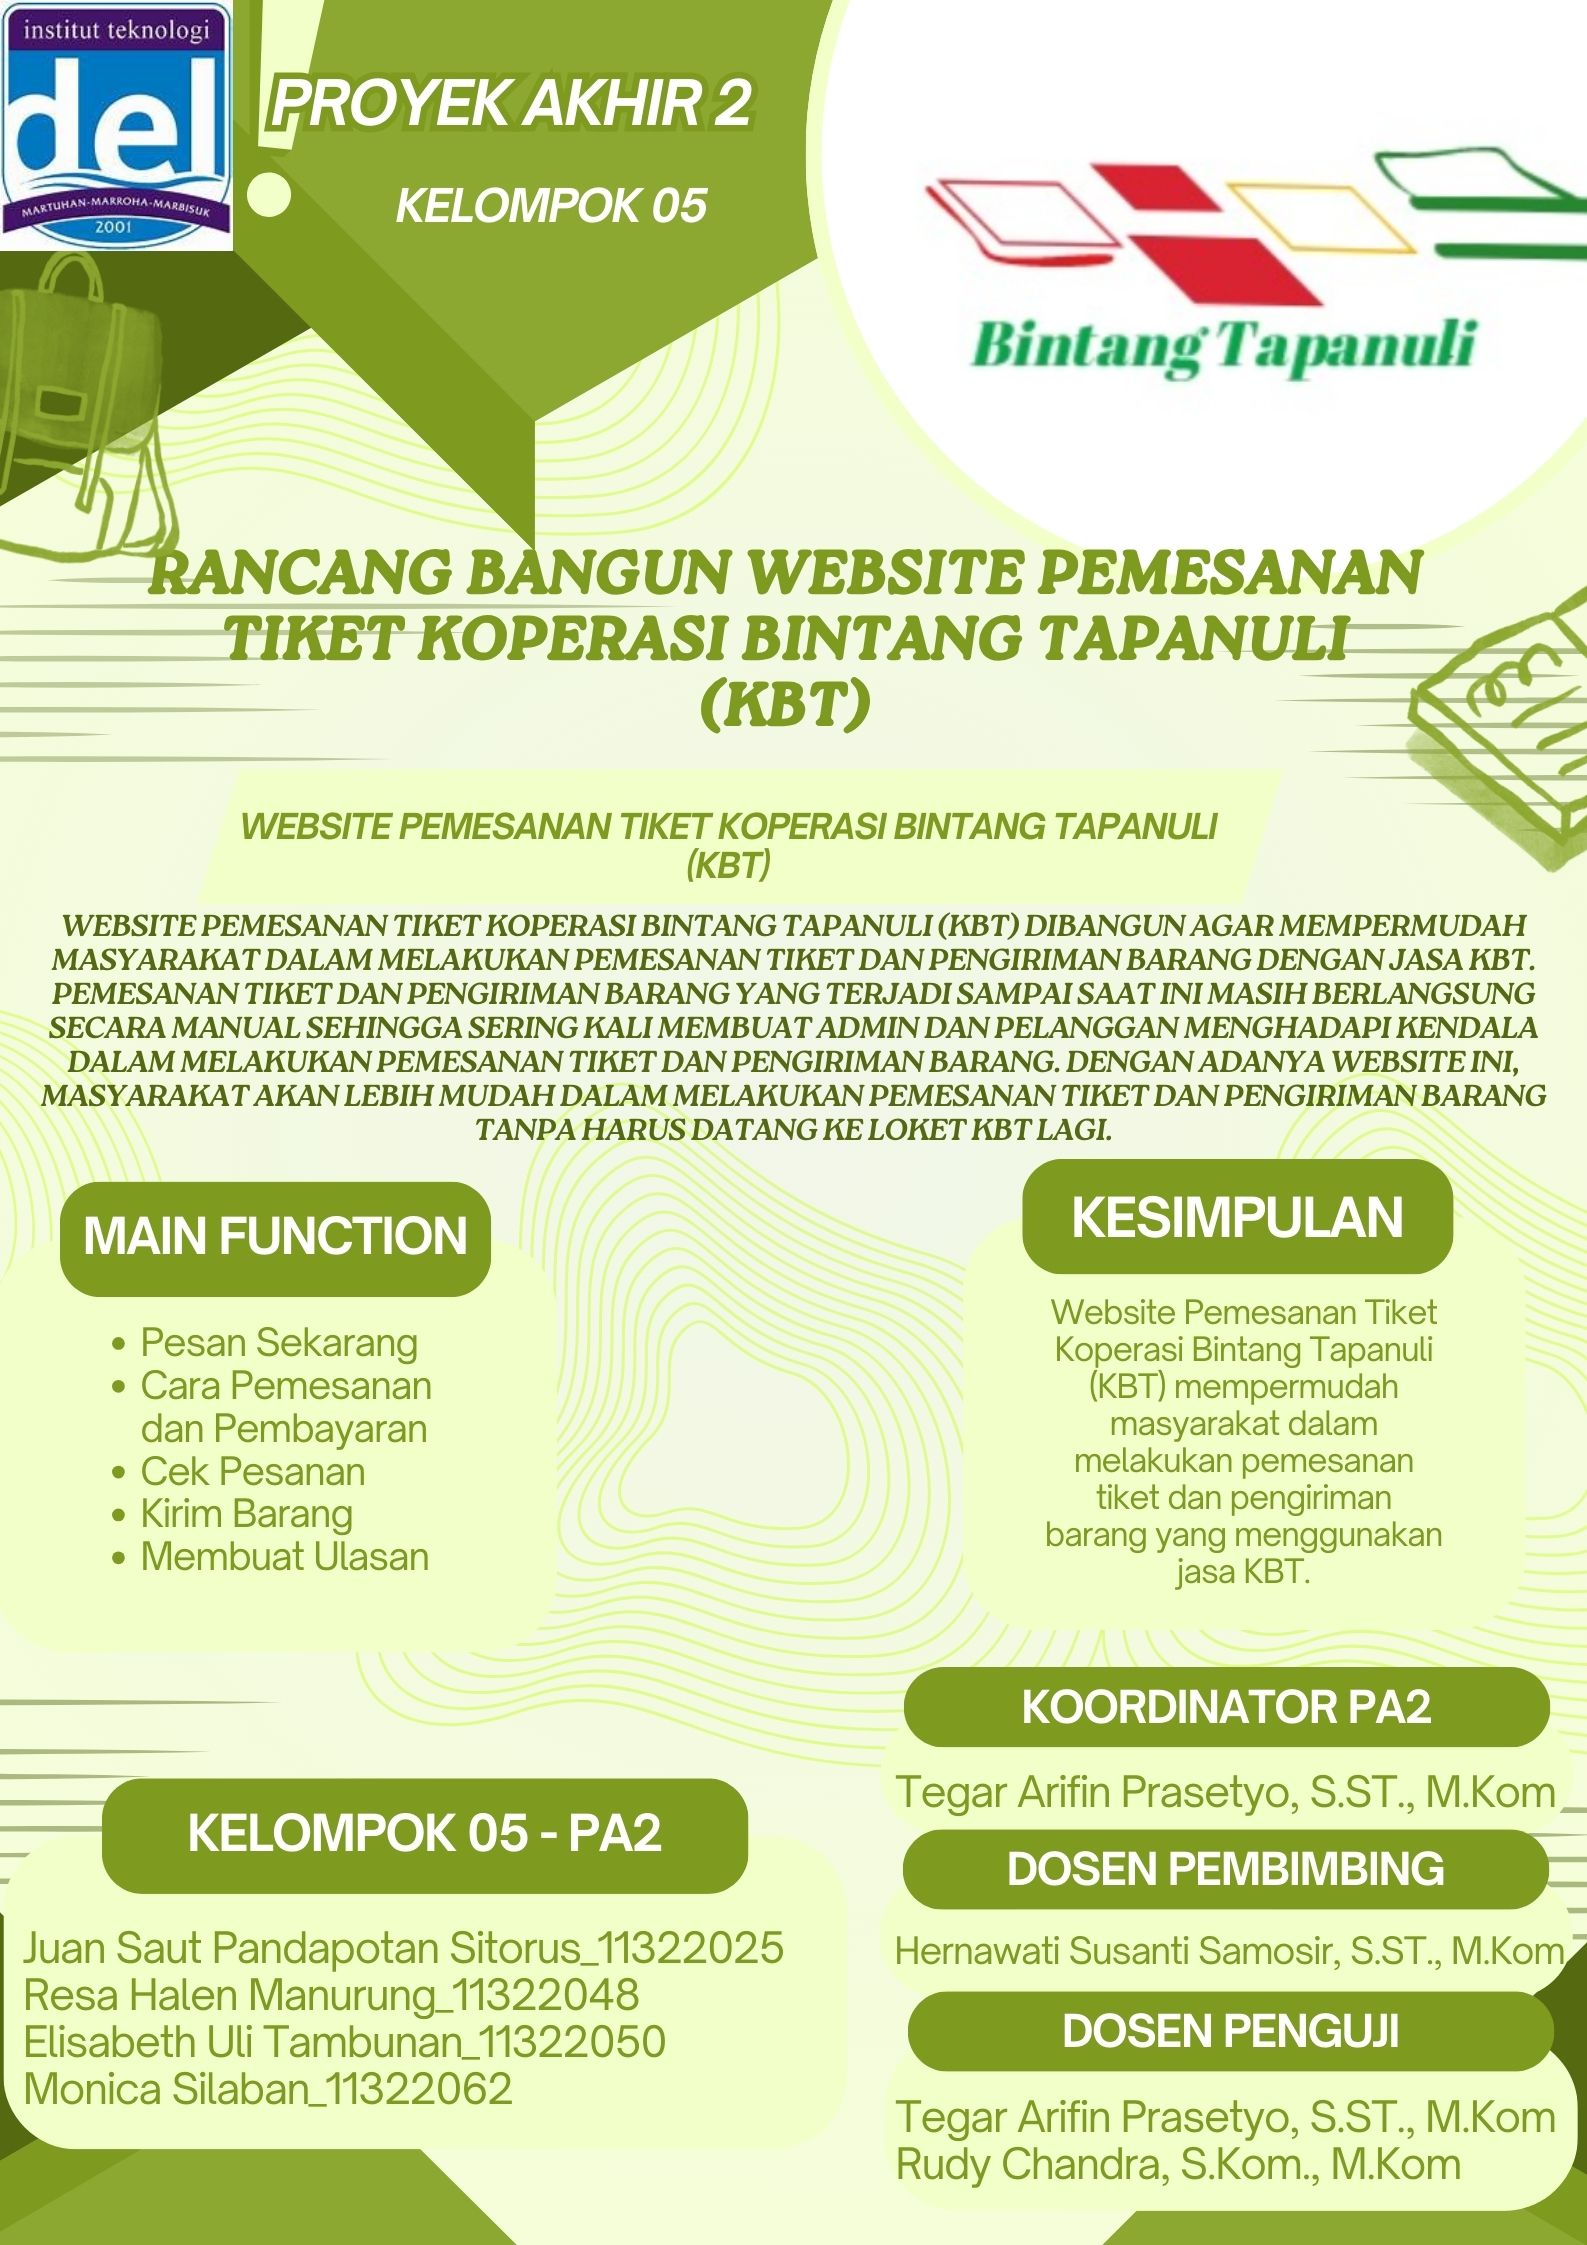 institut teknologi
del
MARTUHAN-MARROHA-MARBISUK
2001
PROYEK AKHIR 2
KELOMPOK 05
Bintang Tapanuli
RANCANG BANGUN WEBSITE PEMESANAN
TIKET KOPERASI BINTANG TAPANULI
(KBT)
WEBSITE PEMESANAN TIKET KOPERASI BINTANG TAPANULI
(KBT)
WEBSITE PEMESANAN TIKET KOPERASI BINTANG TAPANULI (KBT) DIBANGUN AGAR MEMPERMUDAH
MASYARAKAT DALAM MELAKUKAN PEMESANAN TIKET DAN PENGIRIMAN BARANG DENGAN JASA KBT.
PEMESANAN TIKET DAN PENGIRIMAN BARANG YANG TERJADI SAMPAI SAAT INI MASIH BERLANGSUNG
SECARA MANUAL SEHINGGA SERING KALI MEMBUAT ADMIN DAN PELANGGAN MENGHADAPI KENDALA
DALAM MELAKUKAN PEMESANAN TIKET DAN PENGIRIMAN BARANG. DENGAN ADANYA WEBSITE INI,
MASYARAKAT AKAN LEBIH MUDAH DALAM MELAKUKAN PEMESANAN TIKET DAN PENGIRIMAN BARANG
TANPA HARUS DATANG KE LOKET KBT LAGI.
MAIN FUNCTION
• Pesan Sekarang
• Cara Pemesanan
dan Pembayaran
• Cek Pesanan
• Kirim Barang
• Membuat Ulasan
KESIMPULAN
Website Pemesanan Tiket
Koperasi Bintang Tapanuli
(KBT) mempermudah
masyarakat dalam
melakukan pemesanan
tiket dan pengiriman
barang yang menggunakan
jasa KBT.
KELOMPOK 05 - PA2
Juan Saut Pandapotan Sitorus_11322025
Resa Halen Manurung_11322048
Elisabeth Uli Tambunan_11322050
Monica Silaban_11322062
KOORDINATOR PA2
Tegar Arifin Prasetyo, S.ST., M.Kom
DOSEN PEMBIMBING
Hernawati Susanti Samosir, S.ST., M.Kom
DOSEN PENGUJI
Tegar Arifin Prasetyo, S.ST., M.Kom
Rudy Chandra, S.Kom., M.Kom